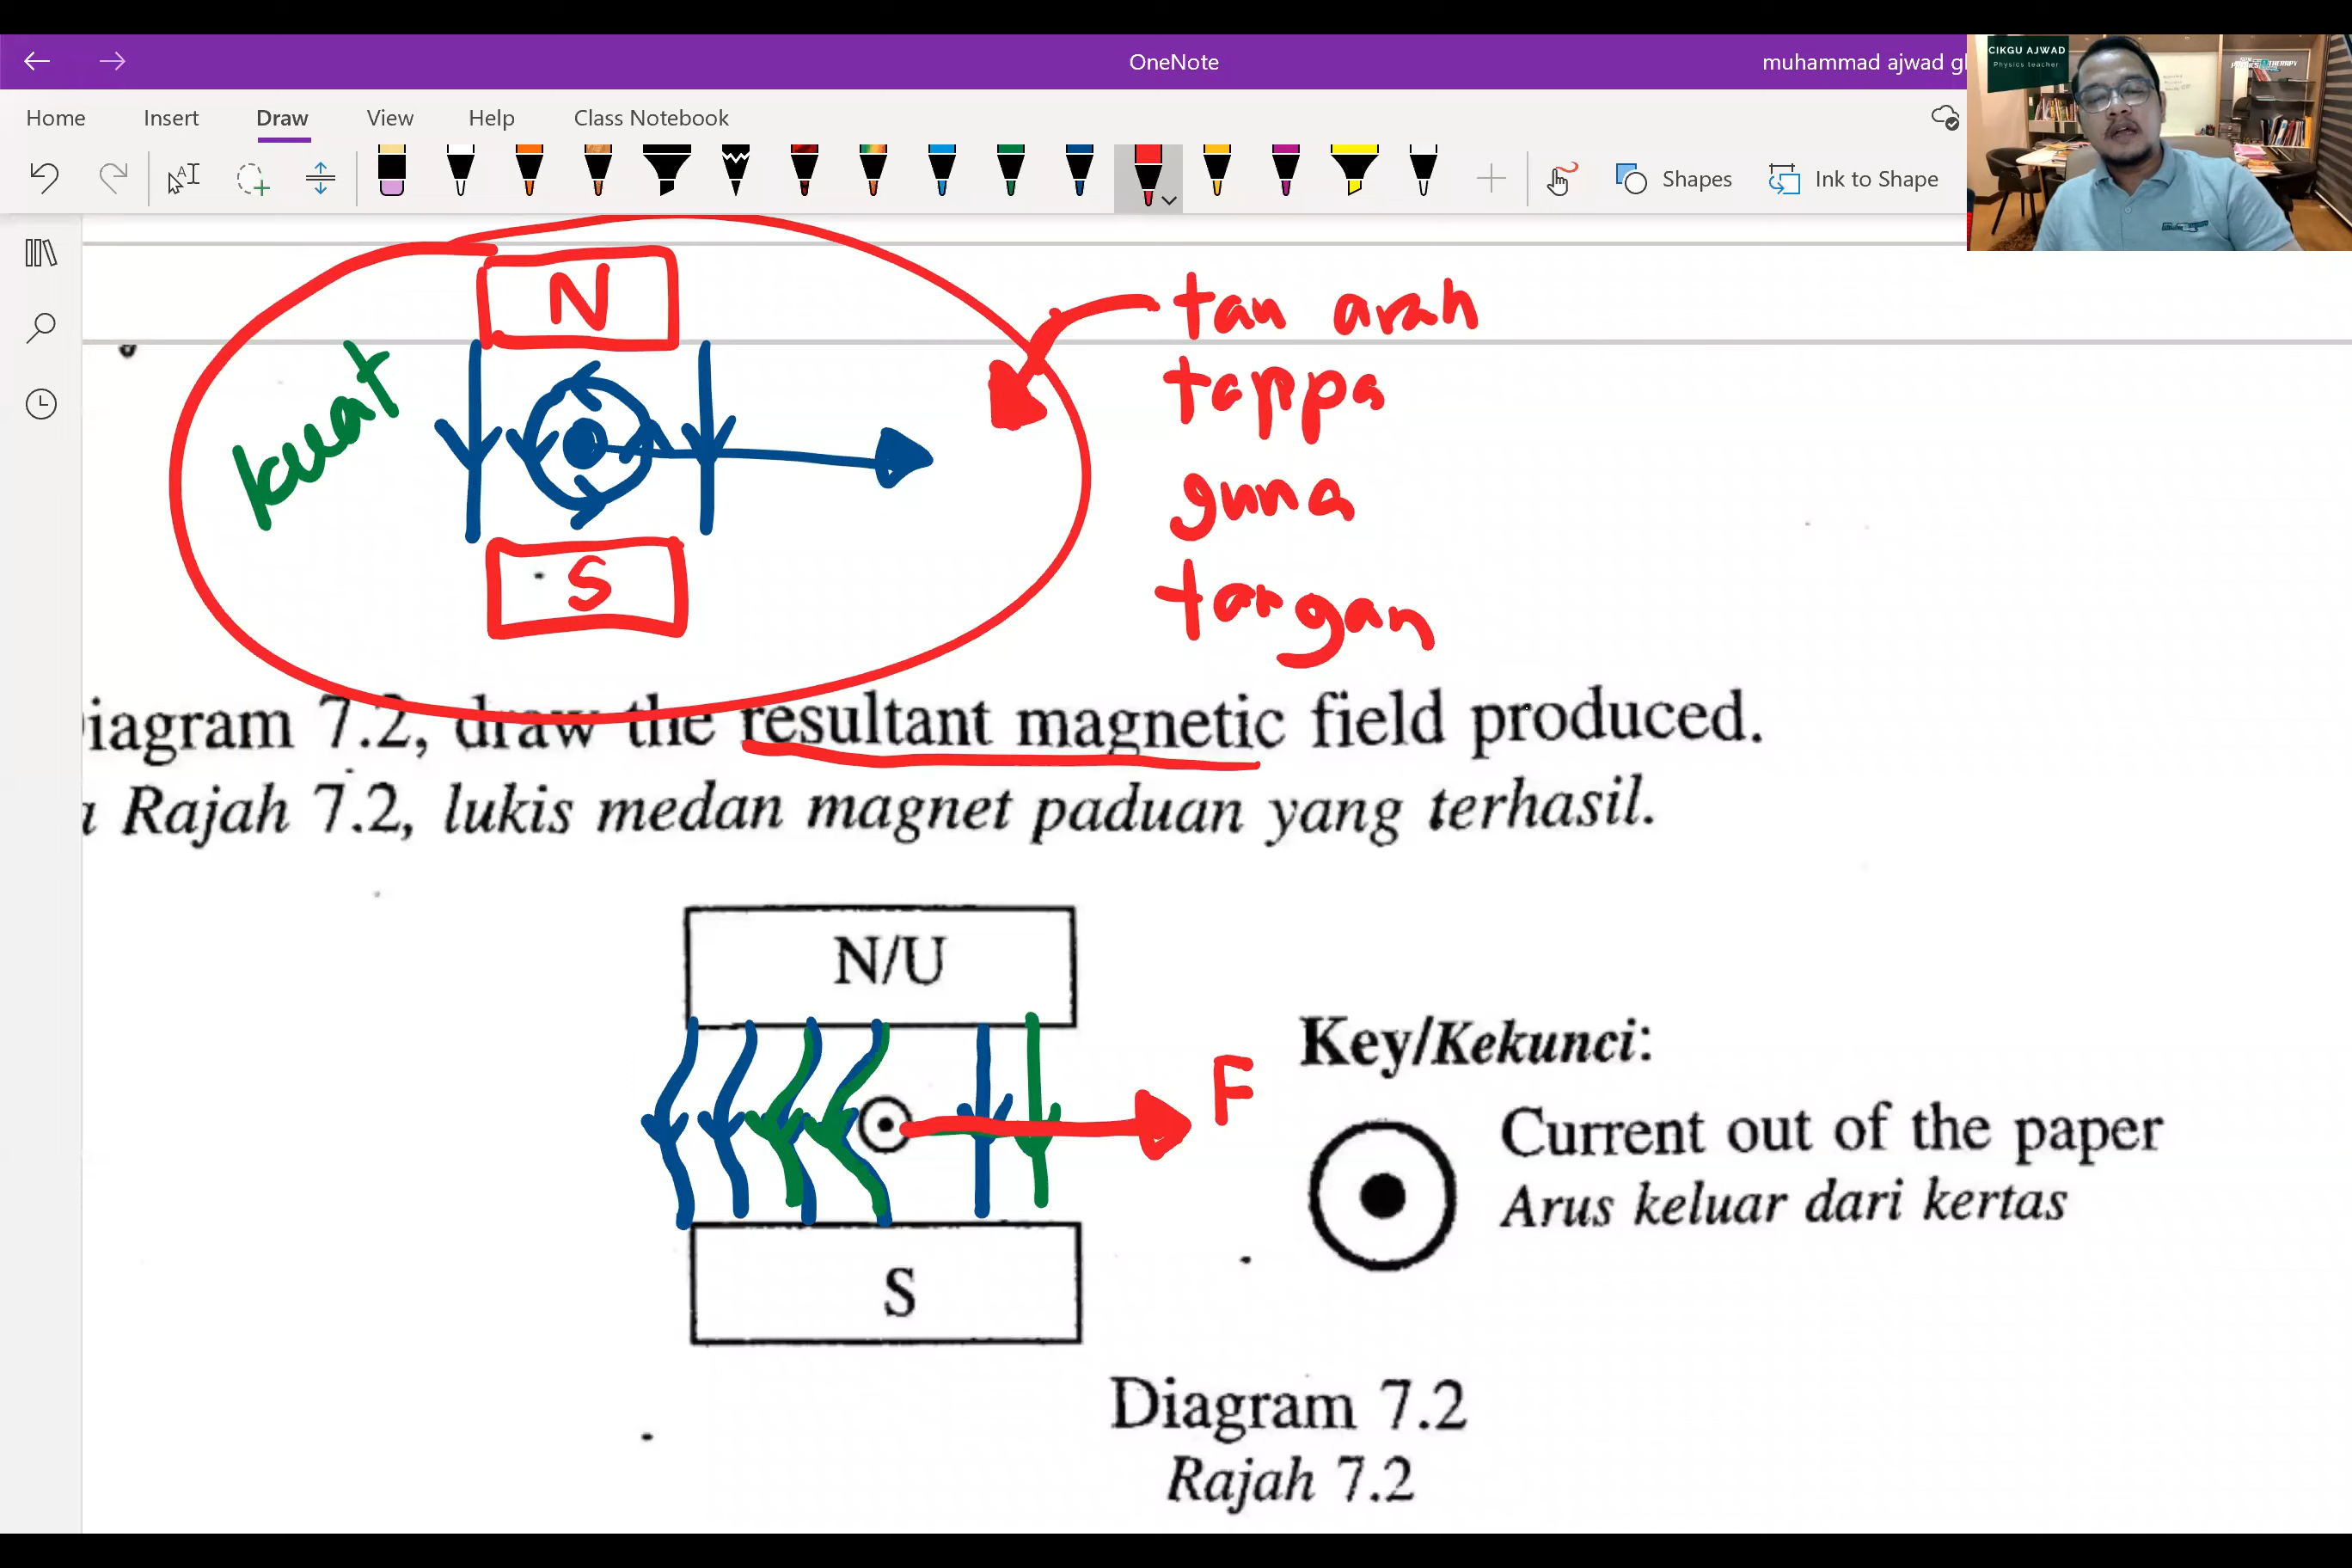 OneNote
muhammad ajwad g
CIKGU AJWAD
Physics teacher
Home Insert Draw View Help Class Notebook
Shapes Ink to Shape
N
kuat
S
tau arah
tanpa
guna
tangan
iagram 7.2, draw the resultant magnetic field produced.
Rajah 7.2, lukis medan magnet paduan yang terhasil.
N/U
F
S
Key/Kekunci:
Current out of the paper
Arus keluar dari kertas
Diagram 7.2
Rajah 7.2